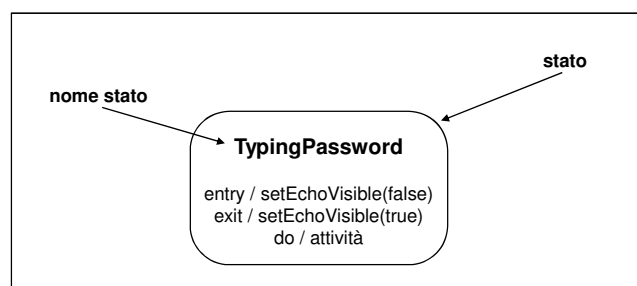 stato
nome stato
TypingPassword
entry / setEchoVisible(false)
exit / setEchoVisible(true)
do / attività